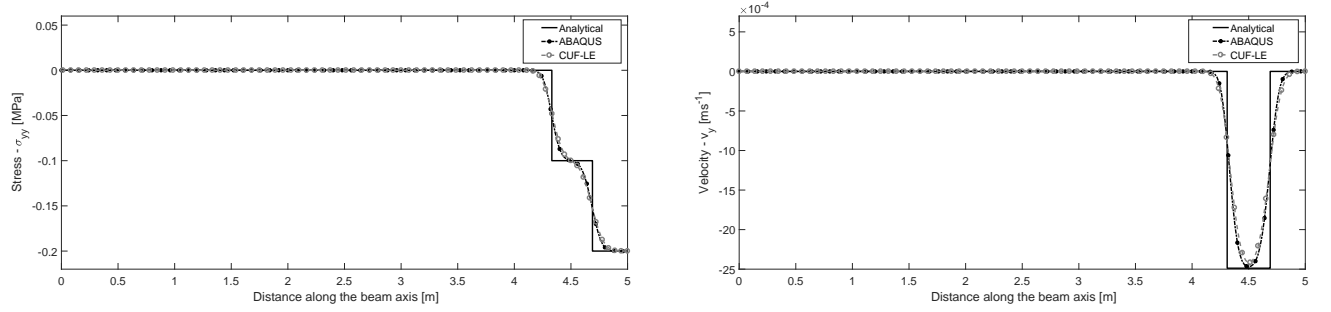 Analytical
ABAQUS
CUF-LE
0.05
0
-0.05
-0.1
-0.15
-0.2
Stress - σyy [MPa]
0 0.5 1 1.5 2 2.5 3 3.5 4 4.5 5
Distance along the beam axis [m]
×10-4
Analytical
ABAQUS
CUF-LE
5
0
-5
-10
-15
-20
-25
Velocity - vy [ms-1]
0 0.5 1 1.5 2 2.5 3 3.5 4 4.5 5
Distance along the beam axis [m]